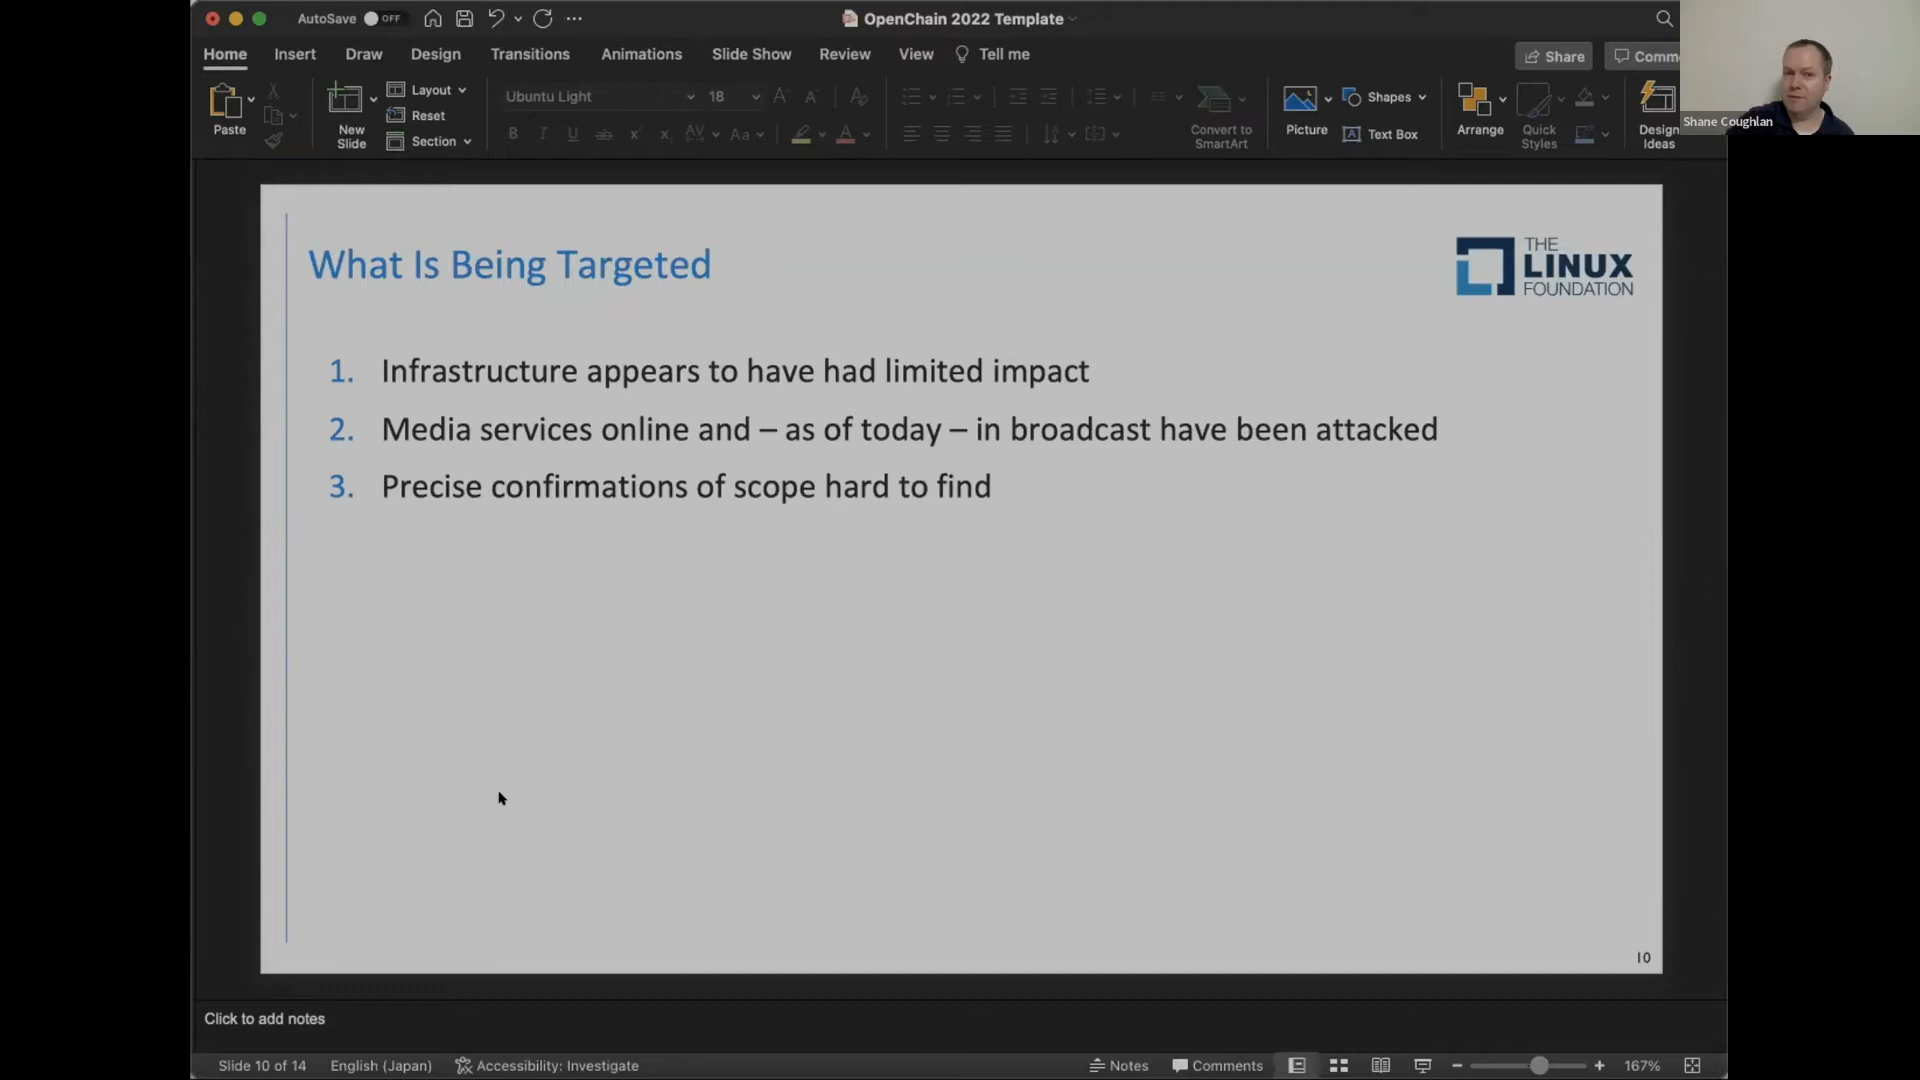 AutoSave OFF
OpenChain 2022 Template
Home Insert Draw Design Transitions Animations Slide Show Review View Tell me
Share Comme
Paste
New Slide
Layout
Reset
Section
Ubuntu Light 18
Convert to SmartArt
Picture
Shapes
Text Box
Arrange
Quick Styles
Design Ideas
Shane Coughlan
What Is Being Targeted
THE LINUX FOUNDATION
1. Infrastructure appears to have had limited impact
2. Media services online and – as of today – in broadcast have been attacked
3. Precise confirmations of scope hard to find
10
Click to add notes
Slide 10 of 14 English (Japan) Accessibility: Investigate Notes Comments 167%